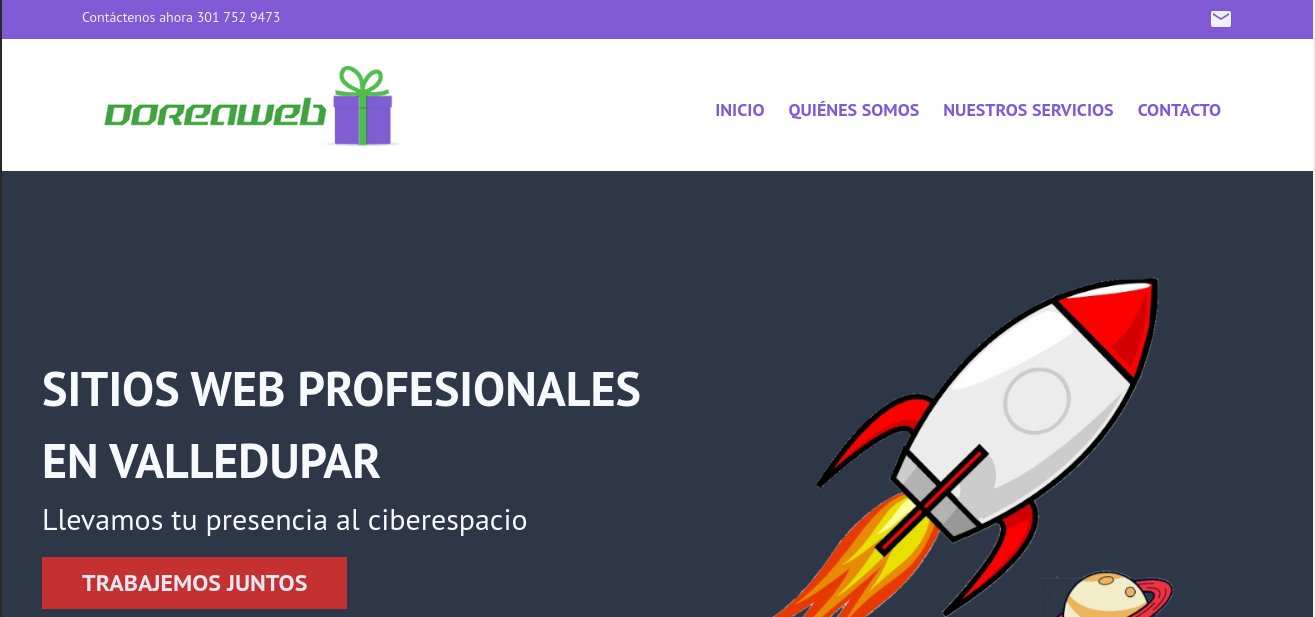 Contáctenos ahora 301 752 9473
DOREAWEB
INICIO QUIÉNES SOMOS NUESTROS SERVICIOS CONTACTO
SITIOS WEB PROFESIONALES
EN VALLEDUPAR
Llevamos tu presencia al ciberespacio
TRABAJEMOS JUNTOS